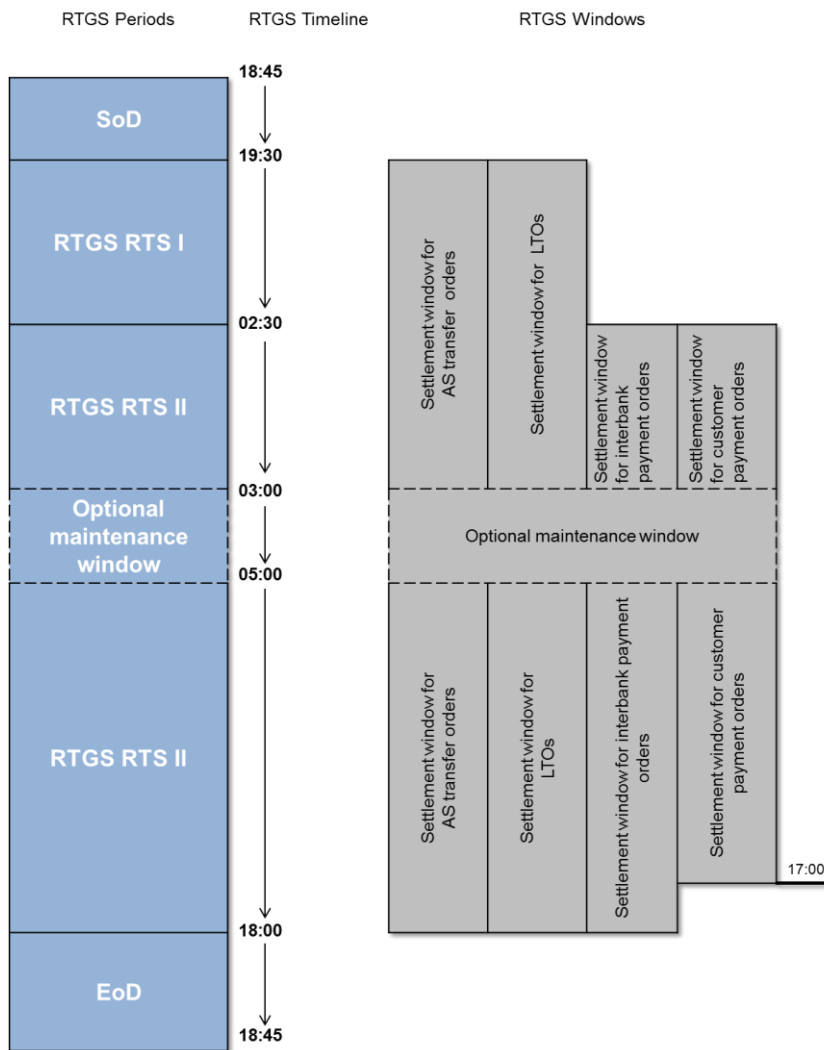 RTGS Periods
RTGS Timeline
RTGS Windows
18:45
SoD
19:30
RTGS RTS I
Settlement window for
AS transfer orders
Settlement window for LTOs
02:30
RTGS RTS II
Settlement window
for interbank
payment orders
Settlement window
for customer
payment orders
03:00
Optional
maintenance
window
Optional maintenance window
05:00
RTGS RTS II
Settlement window for
AS transfer orders
Settlement window for
LTOs
Settlement window for interbank payment
orders
Settlement window for customer
payment orders
17:00
18:00
EoD
18:45